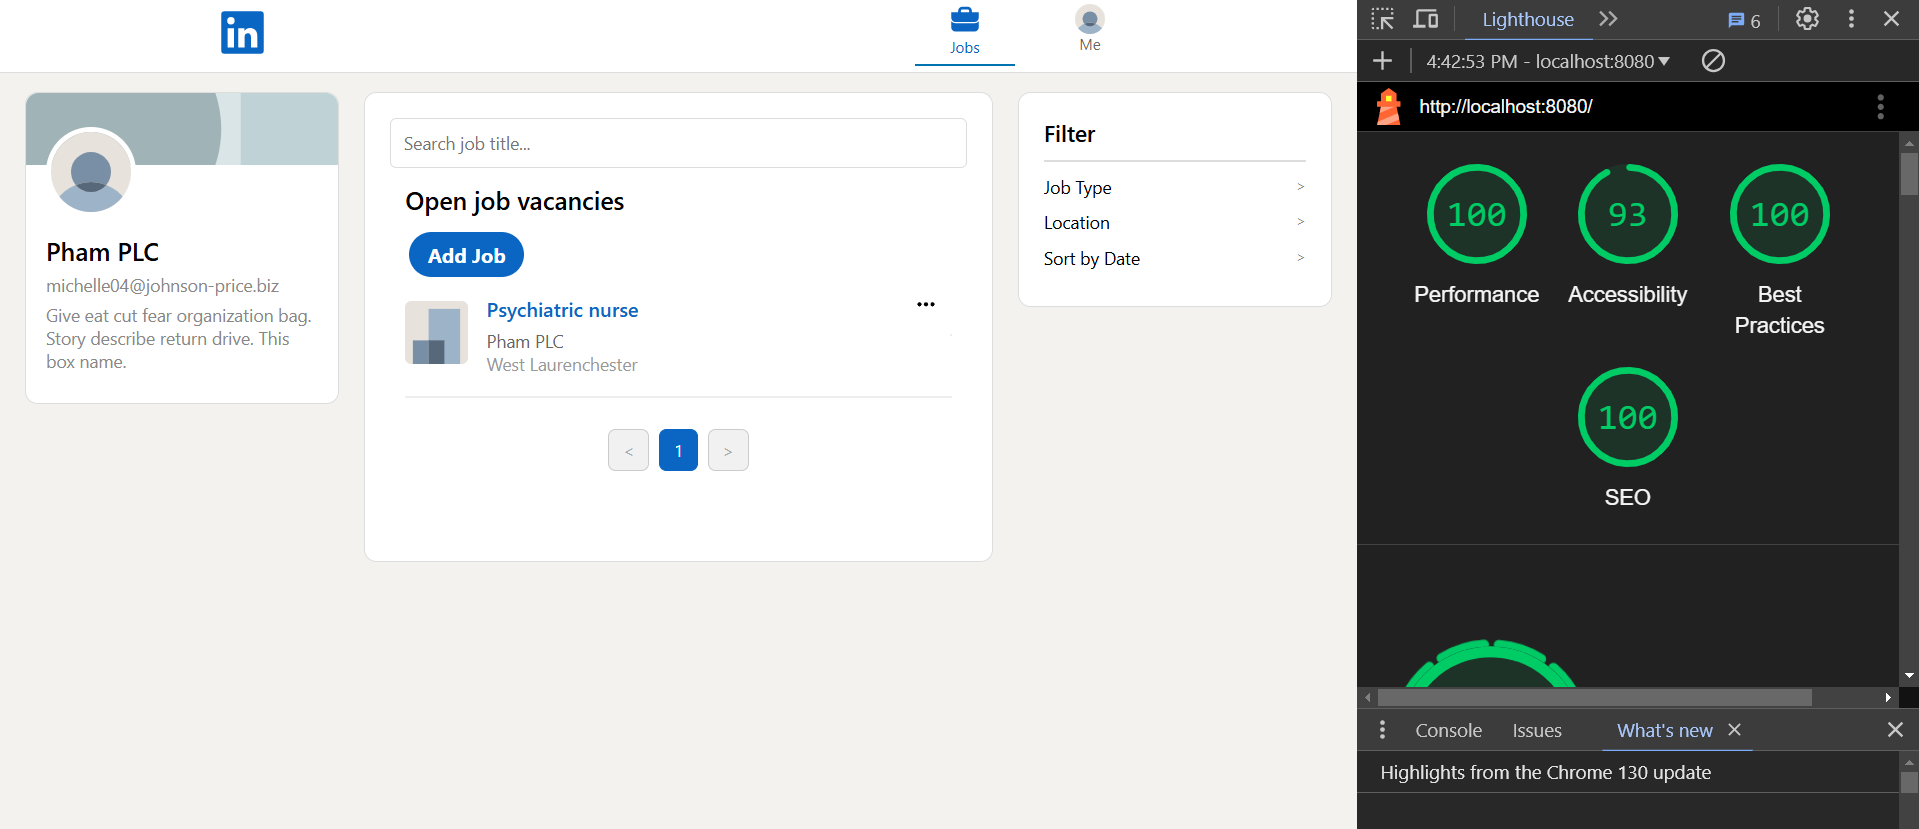 in
Jobs
Me
Pham PLC
michelle04@johnson-price.biz
Give eat cut fear organization bag.
Story describe return drive. This
box name.
Search job title...
Open job vacancies
Add Job
Psychiatric nurse
Pham PLC
West Laurenchester
< 1 >
Filter
Job Type >
Location >
Sort by Date >
Lighthouse
6
4:42:53 PM - localhost:8080
http://localhost:8080/
100 93 100
Performance Accessibility Best
Practices
100
SEO
Console Issues What's new
Highlights from the Chrome 130 update